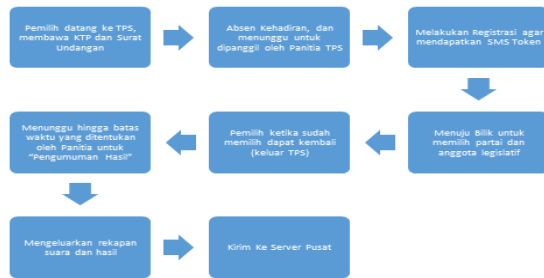 Pemilih datang ke TPS,
membawa KTP dan Surat
Undangan
Absen Kehadiran, dan
menunggu untuk
dipanggil oleh Panitia TPS
Melakukan Registrasi agar
mendapatkan SMS Token
Menuju Bilik untuk
memilih partai dan
anggota legislatif
Pemilih ketika sudah
memilih dapat kembali
(keluar TPS)
Menunggu hingga batas
waktu yang ditentukan
oleh Panitia untuk
"Pengumuman Hasil"
Mengeluarkan rekapan
suara dan hasil
Kirim Ke Server Pusat